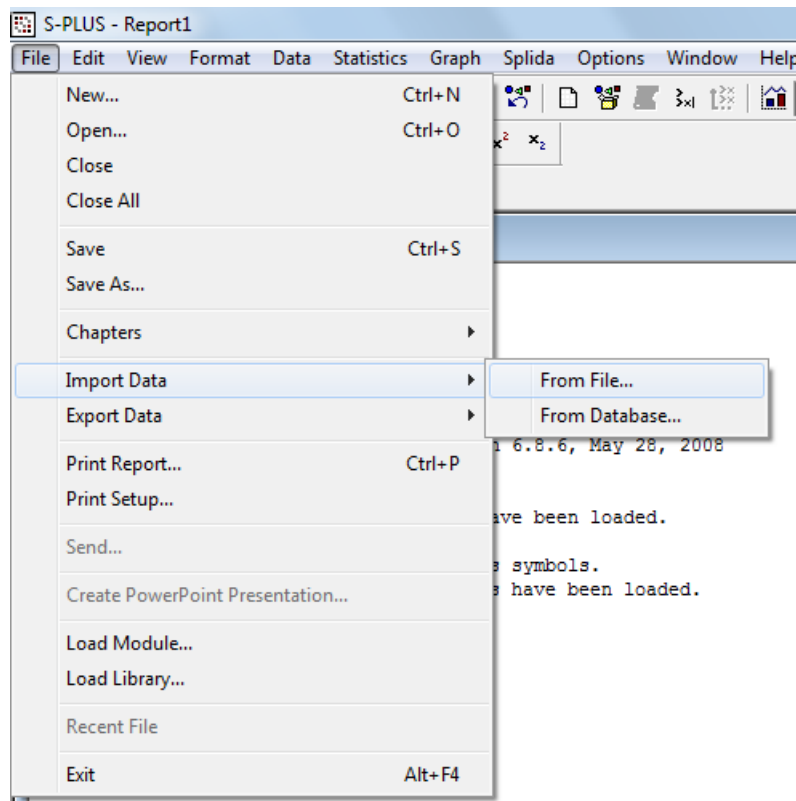 S-PLUS - Report1
File Edit View Format Data Statistics Graph Splida Options Window Help
New... Ctrl+N
Open... Ctrl+O
x² x₂
Close
Close All
Save Ctrl+S
Save As...
Chapters
Import Data From File...
Export Data From Database...
6.8.6, May 28, 2008
Print Report... Ctrl+P
Print Setup...
ave been loaded.
Send...
s symbols.
Create PowerPoint Presentation... s have been loaded.
Load Module...
Load Library...
Recent File
Exit Alt+F4